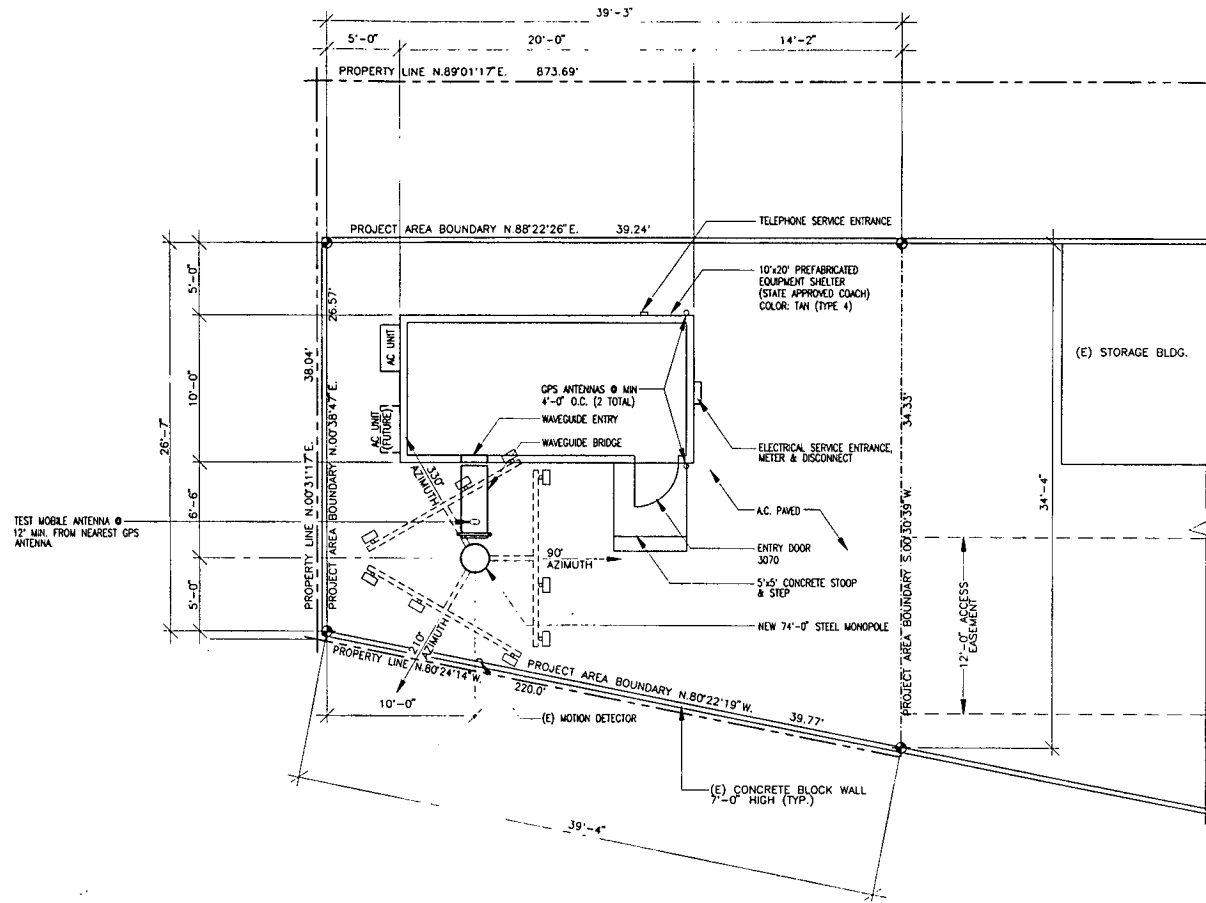 39'-3"
5'-0"
20'-0"
14'-2"
PROPERTY LINE N.89°01'17"E. 873.69'
TELEPHONE SERVICE ENTRANCE
PROJECT AREA BOUNDARY N.88°22'26"E. 39.24'
10'x20' PREFABRICATED
EQUIPMENT SHELTER
(STATE APPROVED COACH)
COLOR: TAN (TYPE 4)
5'-0"
26.57'
AC UNIT
(E) STORAGE BLDG.
38.04'
34.33'
10'-0"
GPS ANTENNAS @ MIN
4'-0" O.C. (2 TOTAL)
WAVEGUIDE ENTRY
WAVEGUIDE BRIDGE
AC UNIT
(FUTURE)
ELECTRICAL SERVICE ENTRANCE,
METER & DISCONNECT
26'-7"
330°
AZIMUTH
34'-4"
6'-6"
A.C. PAVED
TEST MOBILE ANTENNA @
12' MIN. FROM NEAREST GPS
ANTENNA
PROPERTY LINE N.00°31'17"E.
PROJECT AREA BOUNDARY N.00°38'47"E.
90°
AZIMUTH
ENTRY DOOR
3070
5'x5' CONCRETE STOOP
& STEP
5'-0"
NEW 74'-0" STEEL MONOPOLE
12'-0" ACCESS
EASEMENT
PROJECT AREA BOUNDARY S.00°30'39"W.
210°
AZIMUTH
PROPERTY LINE N.80°24'14"W.
220.0'
PROJECT AREA BOUNDARY N.80°22'19"W.
39.77'
10'-0"
(E) MOTION DETECTOR
(E) CONCRETE BLOCK WALL
7'-0" HIGH (TYP.)
39'-4"